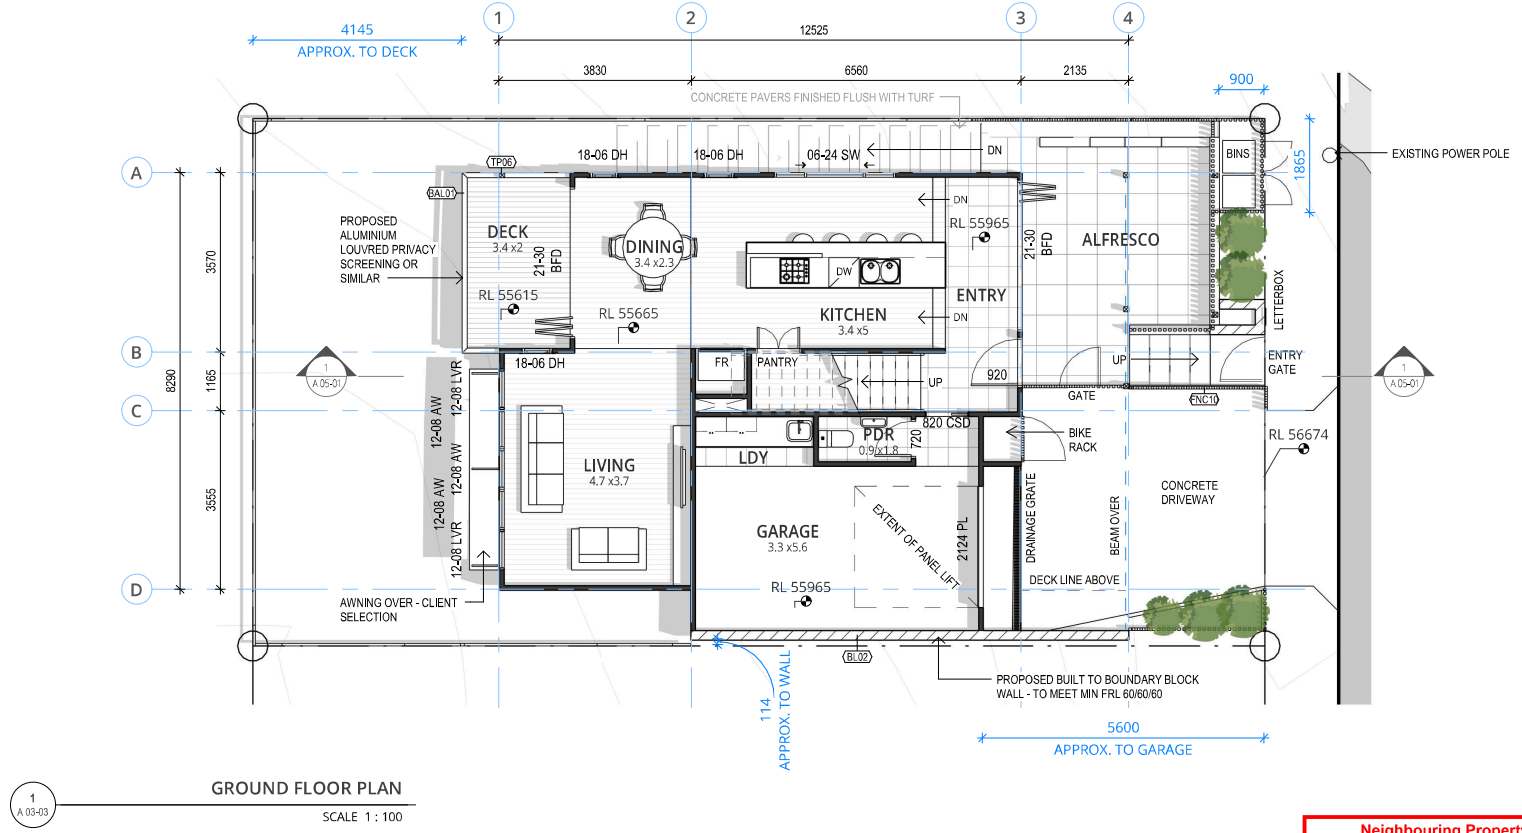 1
2
3
4
4145
APPROX. TO DECK
12525
3830
6560
2135
900
CONCRETE PAVERS FINISHED FLUSH WITH TURF
TP06
18-06 DH
18-06 DH
06-24 SW
DN
BINS
1865
EXISTING POWER POLE
A
BAL01
PROPOSED
ALUMINIUM
LOUVRED PRIVACY
SCREENING OR
SIMILAR
DECK
3.4 x2
21-30
BFD
DINING
3.4 x2.3
DW
DN
RL 55965
21-30
BFD
ALFRESCO
3570
RL 55615
RL 55665
KITCHEN
3.4 x5
ENTRY
DN
LETTERBOX
B
18-06 DH
FR
PANTRY
UP
920
UP
ENTRY
GATE
1
A 05-01
1
A 05-01
8290
1165
12-08 LVR
12-08 AW
12-08 AW
12-08 AW
12-08 LVR
GATE
FNC10
C
820 CSD
PDR
0.9 x1.8
720
BIKE
RACK
RL 56674
LIVING
4.7 x3.7
LDY
3555
CONCRETE
DRIVEWAY
GARAGE
3.3 x5.6
EXTENT OF PANEL LIFT
2124 PL
DRAINAGE GRATE
BEAM OVER
DECK LINE ABOVE
D
RL 55965
AWNING OVER - CLIENT
SELECTION
BL02
114
APPROX. TO WALL
PROPOSED BUILT TO BOUNDARY BLOCK
WALL - TO MEET MIN FRL 60/60/60
5600
APPROX. TO GARAGE
1
A 03-03
GROUND FLOOR PLAN
SCALE 1 : 100
Neighbouring Propert